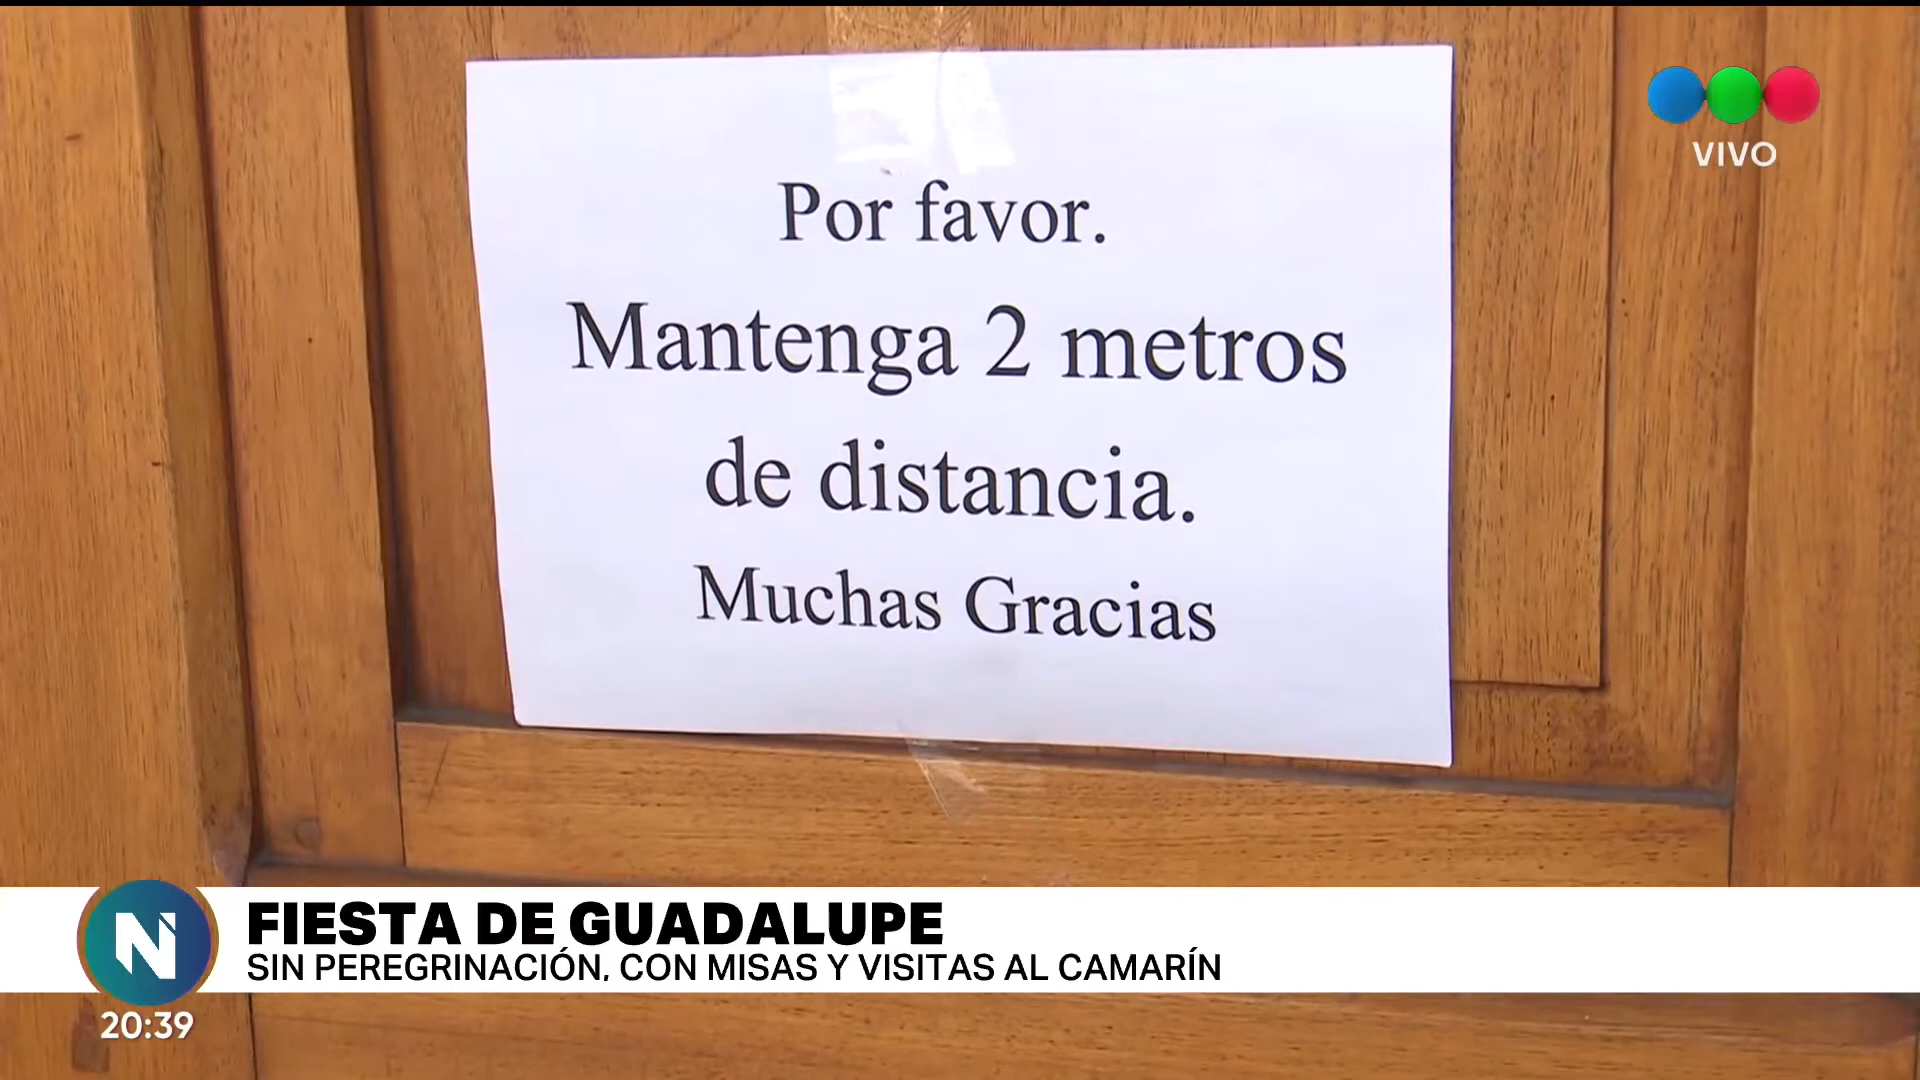 VIVO
Por favor.
Mantenga 2 metros
de distancia.
Muchas Gracias
N
FIESTA DE GUADALUPE
SIN PEREGRINACIÓN, CON MISAS Y VISITAS AL CAMARÍN
20:39